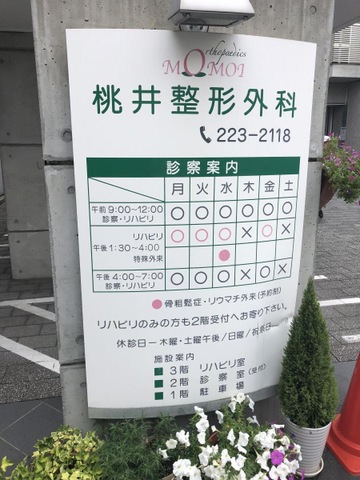 Orthopaedics
MOMOI
桃井整形外科
223-2118
診察案内
月 火 水 木 金 土
午前9:00~12:00 診察・リハビリ ○ ○ ○ ○ ○ ○
リハビリ 午後1:30~4:00 ○ ○ ○ × ○ ×
特殊外来 ●
午後4:00~7:00 診察・リハビリ ○ ○ ○ × ○ ×
●骨粗鬆症・リウマチ外来(予約制)
リハビリのみの方も2階受付へお寄り下さい。
休診日ー木曜・土曜午後/日曜/祝祭日
施設案内
■3階 リハビリ室
■2階 診察室(受付)
■1階 駐車場